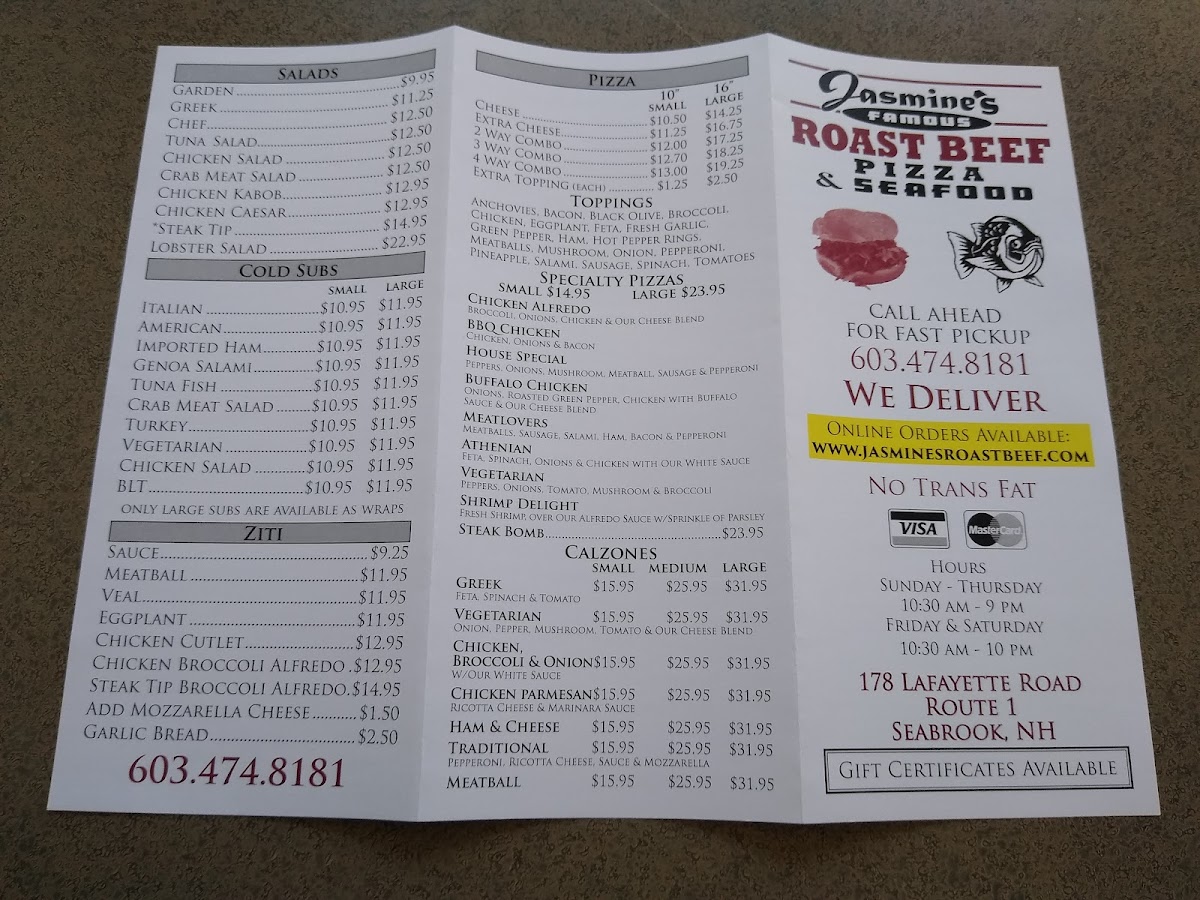 SALADS
GARDEN $9.95
GREEK $11.25
CHEF $12.50
TUNA SALAD $12.50
CHICKEN SALAD $12.50
CRAB MEAT SALAD $12.50
CHICKEN KABOB $12.95
CHICKEN CAESAR $12.95
*STEAK TIP $14.95
LOBSTER SALAD $22.95
COLD SUBS
SMALL LARGE
ITALIAN $10.95 $11.95
AMERICAN $10.95 $11.95
IMPORTED HAM $10.95 $11.95
GENOA SALAMI $10.95 $11.95
TUNA FISH $10.95 $11.95
CRAB MEAT SALAD $10.95 $11.95
TURKEY $10.95 $11.95
VEGETARIAN $10.95 $11.95
CHICKEN SALAD $10.95 $11.95
BLT $10.95 $11.95
ONLY LARGE SUBS ARE AVAILABLE AS WRAPS
ZITI
SAUCE $9.25
MEATBALL $11.95
VEAL $11.95
EGGPLANT $11.95
CHICKEN CUTLET $12.95
CHICKEN BROCCOLI ALFREDO $12.95
STEAK TIP BROCCOLI ALFREDO $14.95
ADD MOZZARELLA CHEESE $1.50
GARLIC BREAD $2.50
603.474.8181
PIZZA
10" 16"
SMALL LARGE
CHEESE $10.50 $14.25
EXTRA CHEESE $11.25 $16.75
2 WAY COMBO $12.00 $17.25
3 WAY COMBO $12.70 $18.25
4 WAY COMBO $13.00 $19.25
EXTRA TOPPING (EACH) $1.25 $2.50
TOPPINGS
ANCHOVIES, BACON, BLACK OLIVE, BROCCOLI,
CHICKEN, EGGPLANT, FETA, FRESH GARLIC,
GREEN PEPPER, HAM, HOT PEPPER RINGS,
MEATBALLS, MUSHROOM, ONION, PEPPERONI,
PINEAPPLE, SALAMI, SAUSAGE, SPINACH, TOMATOES
SPECIALTY PIZZAS
SMALL $14.95 LARGE $23.95
CHICKEN ALFREDO
BROCCOLI, ONIONS, CHICKEN & OUR CHEESE BLEND
BBQ CHICKEN
CHICKEN, ONIONS & BACON
HOUSE SPECIAL
PEPPERS, ONIONS, MUSHROOM, MEATBALL, SAUSAGE & PEPPERONI
BUFFALO CHICKEN
ONIONS, ROASTED GREEN PEPPER, CHICKEN WITH BUFFALO
SAUCE & OUR CHEESE BLEND
MEATLOVERS
MEATBALLS, SAUSAGE, SALAMI, HAM, BACON & PEPPERONI
ATHENIAN
FETA, SPINACH, ONIONS & CHICKEN WITH OUR WHITE SAUCE
VEGETARIAN
PEPPERS, ONIONS, TOMATO, MUSHROOM & BROCCOLI
SHRIMP DELIGHT
FRESH SHRIMP, OVER OUR ALFREDO SAUCE W/SPRINKLE OF PARSLEY
STEAK BOMB $23.95
CALZONES
SMALL MEDIUM LARGE
GREEK $15.95 $25.95 $31.95
FETA, SPINACH & TOMATO
VEGETARIAN $15.95 $25.95 $31.95
ONION, PEPPER, MUSHROOM, TOMATO & OUR CHEESE BLEND
CHICKEN,
BROCCOLI & ONION $15.95 $25.95 $31.95
W/OUR WHITE SAUCE
CHICKEN PARMESAN $15.95 $25.95 $31.95
RICOTTA CHEESE & MARINARA SAUCE
HAM & CHEESE $15.95 $25.95 $31.95
TRADITIONAL $15.95 $25.95 $31.95
PEPPERONI, RICOTTA CHEESE, SAUCE & MOZZARELLA
MEATBALL $15.95 $25.95 $31.95
Jasmine's
FAMOUS
ROAST BEEF
PIZZA
& SEAFOOD
CALL AHEAD
FOR FAST PICKUP
603.474.8181
WE DELIVER
ONLINE ORDERS AVAILABLE:
WWW.JASMINESROASTBEEF.COM
NO TRANS FAT
VISA MasterCard
HOURS
SUNDAY - THURSDAY
10:30 AM - 9 PM
FRIDAY & SATURDAY
10:30 AM - 10 PM
178 LAFAYETTE ROAD
ROUTE 1
SEABROOK, NH
GIFT CERTIFICATES AVAILABLE